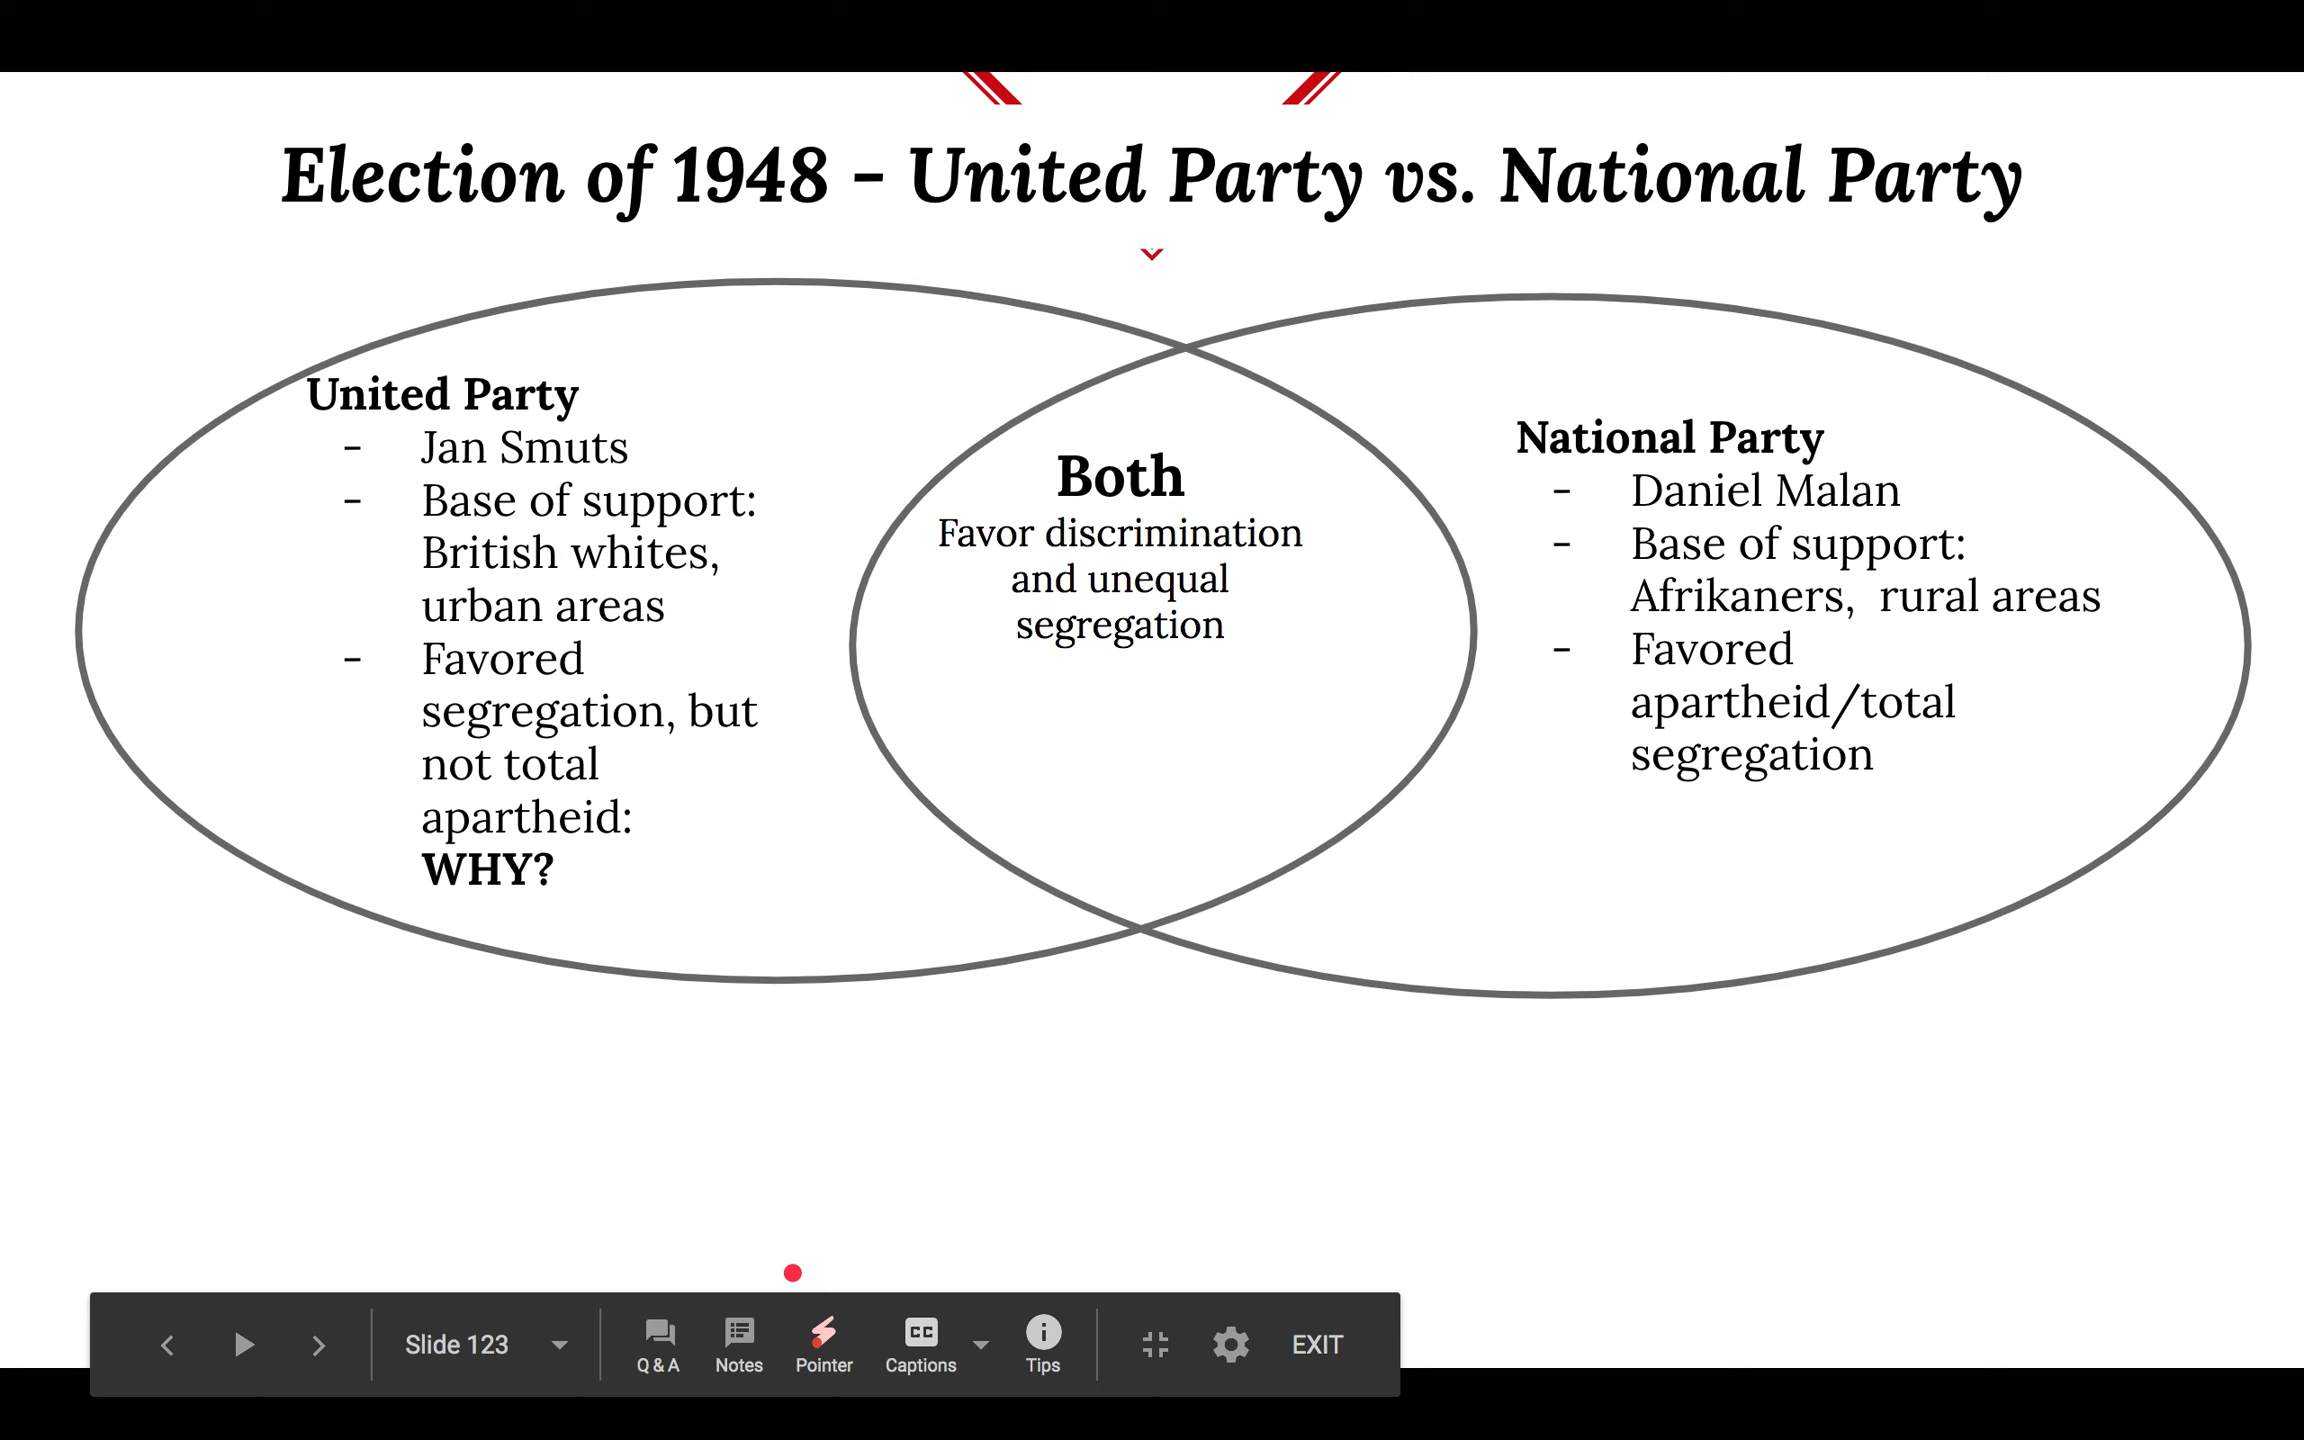 Election of 1948 - United Party vs. National Party
United Party
- Jan Smuts
- Base of support:
British whites,
urban areas
- Favored
segregation, but
not total
apartheid:
WHY?
Both
Favor discrimination
and unequal
segregation
National Party
- Daniel Malan
- Base of support:
Afrikaners, rural areas
- Favored
apartheid/total
segregation
Slide 123
Q & A
Notes
Pointer
CC
Captions
Tips
EXIT